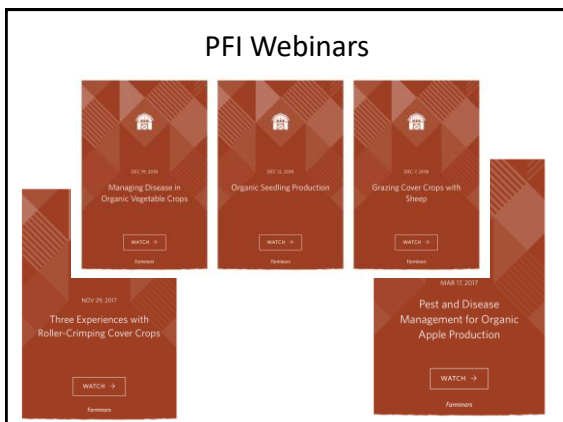 PFI Webinars
DEC 19, 2018
Managing Disease in
Organic Vegetable Crops
WATCH →
Farminars
DEC 12, 2018
Organic Seedling Production
WATCH →
Farminars
DEC 7, 2018
Grazing Cover Crops with
Sheep
WATCH →
Farminars
NOV 29, 2017
Three Experiences with
Roller-Crimping Cover Crops
WATCH →
Farminars
MAR 17, 2017
Pest and Disease
Management for Organic
Apple Production
WATCH →
Farminars